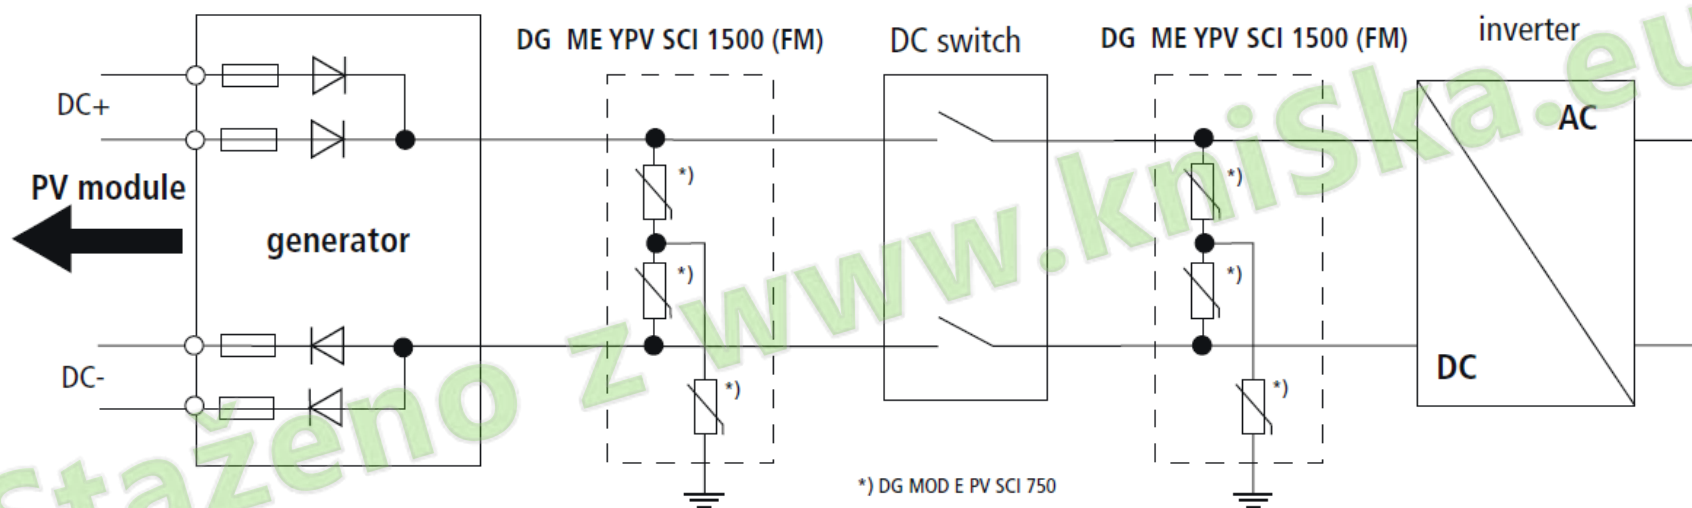 DG ME YPV SCI 1500 (FM)
DC switch
DG ME YPV SCI 1500 (FM)
inverter
DC+
AC
PV module
generator
DC-
DC
*)
*)
*)
*)
*)
*)
*) DG MOD E PV SCI 750
Staženo z www.kniSka.eu